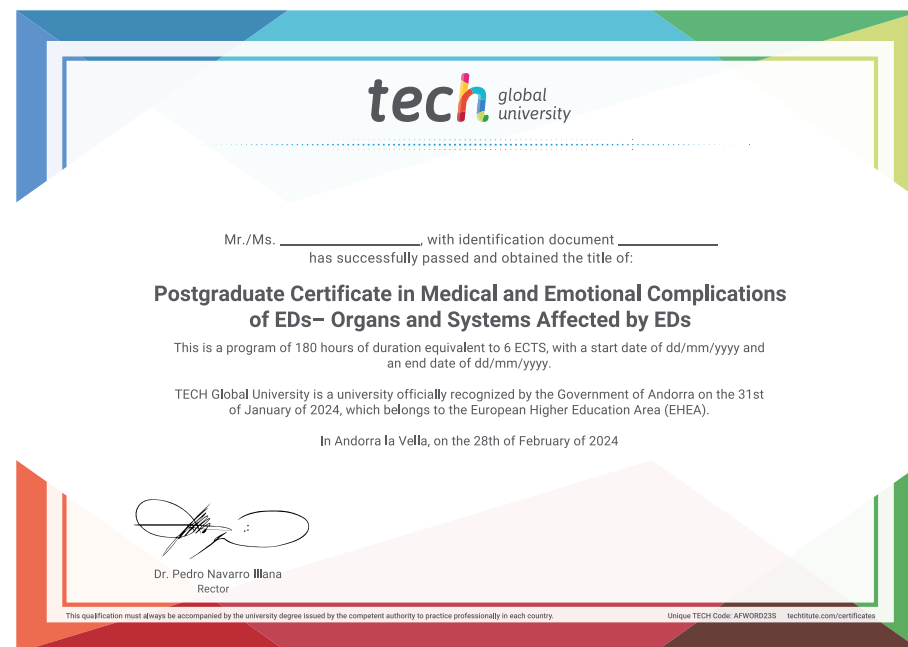 tech global
university
Mr./Ms. ____________, with identification document ____________
has successfully passed and obtained the title of:
Postgraduate Certificate in Medical and Emotional Complications
of EDs– Organs and Systems Affected by EDs
This is a program of 180 hours of duration equivalent to 6 ECTS, with a start date of dd/mm/yyyy and
an end date of dd/mm/yyyy.
TECH Global University is a university officially recognized by the Government of Andorra on the 31st
of January of 2024, which belongs to the European Higher Education Area (EHEA).
In Andorra la Vella, on the 28th of February of 2024
Dr. Pedro Navarro Illana
Rector
This qualification must always be accompanied by the university degree issued by the competent authority to practice professionally in each country. Unique TECH Code: AFWORD23S techtitute.com/certificates